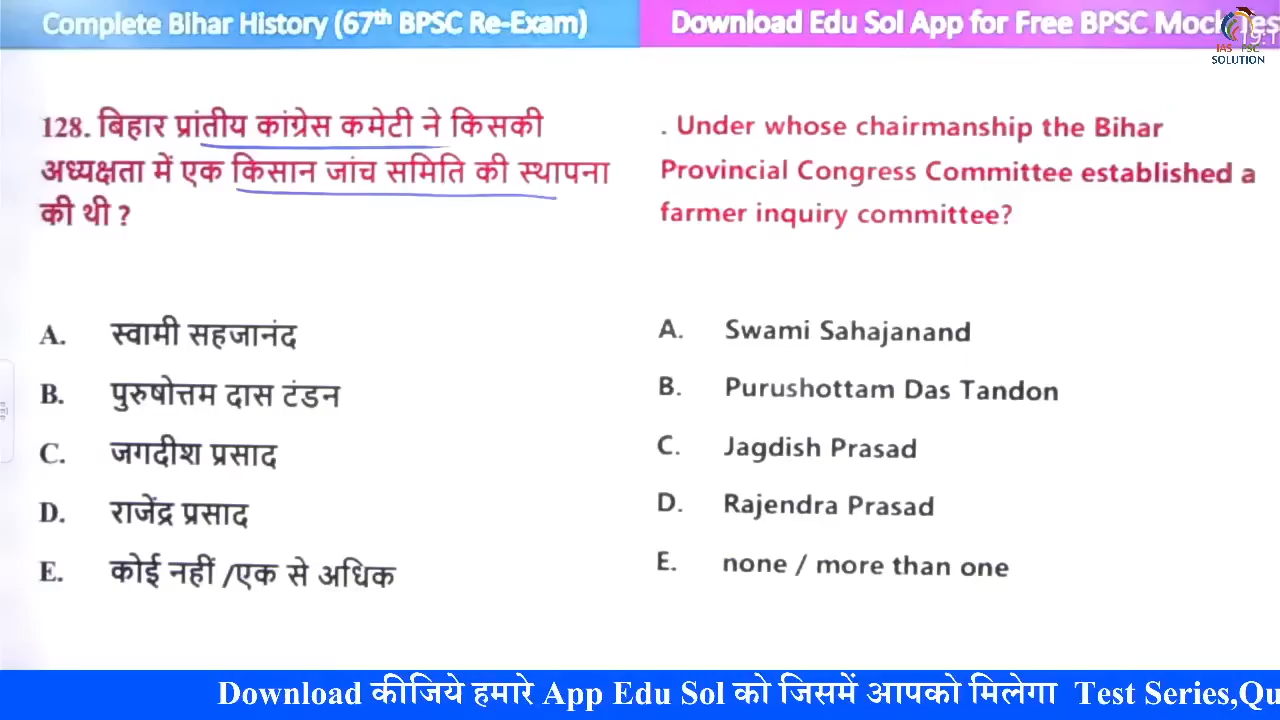 Complete Bihar History (67th BPSC Re-Exam)
Download Edu Sol App for Free BPSC Moc
19:1
IAS PSC
SOLUTION
128. बिहार प्रांतीय कांग्रेस कमेटी ने किसकी
अध्यक्षता में एक किसान जांच समिति की स्थापना
की थी ?
. Under whose chairmanship the Bihar
Provincial Congress Committee established a
farmer inquiry committee?
A. स्वामी सहजानंद
B. पुरुषोत्तम दास टंडन
C. जगदीश प्रसाद
D. राजेंद्र प्रसाद
E. कोई नहीं /एक से अधिक
A. Swami Sahajanand
B. Purushottam Das Tandon
C. Jagdish Prasad
D. Rajendra Prasad
E. none / more than one
Download कीजिये हमारे App Edu Sol को जिसमें आपको मिलेगा Test Series,Qu